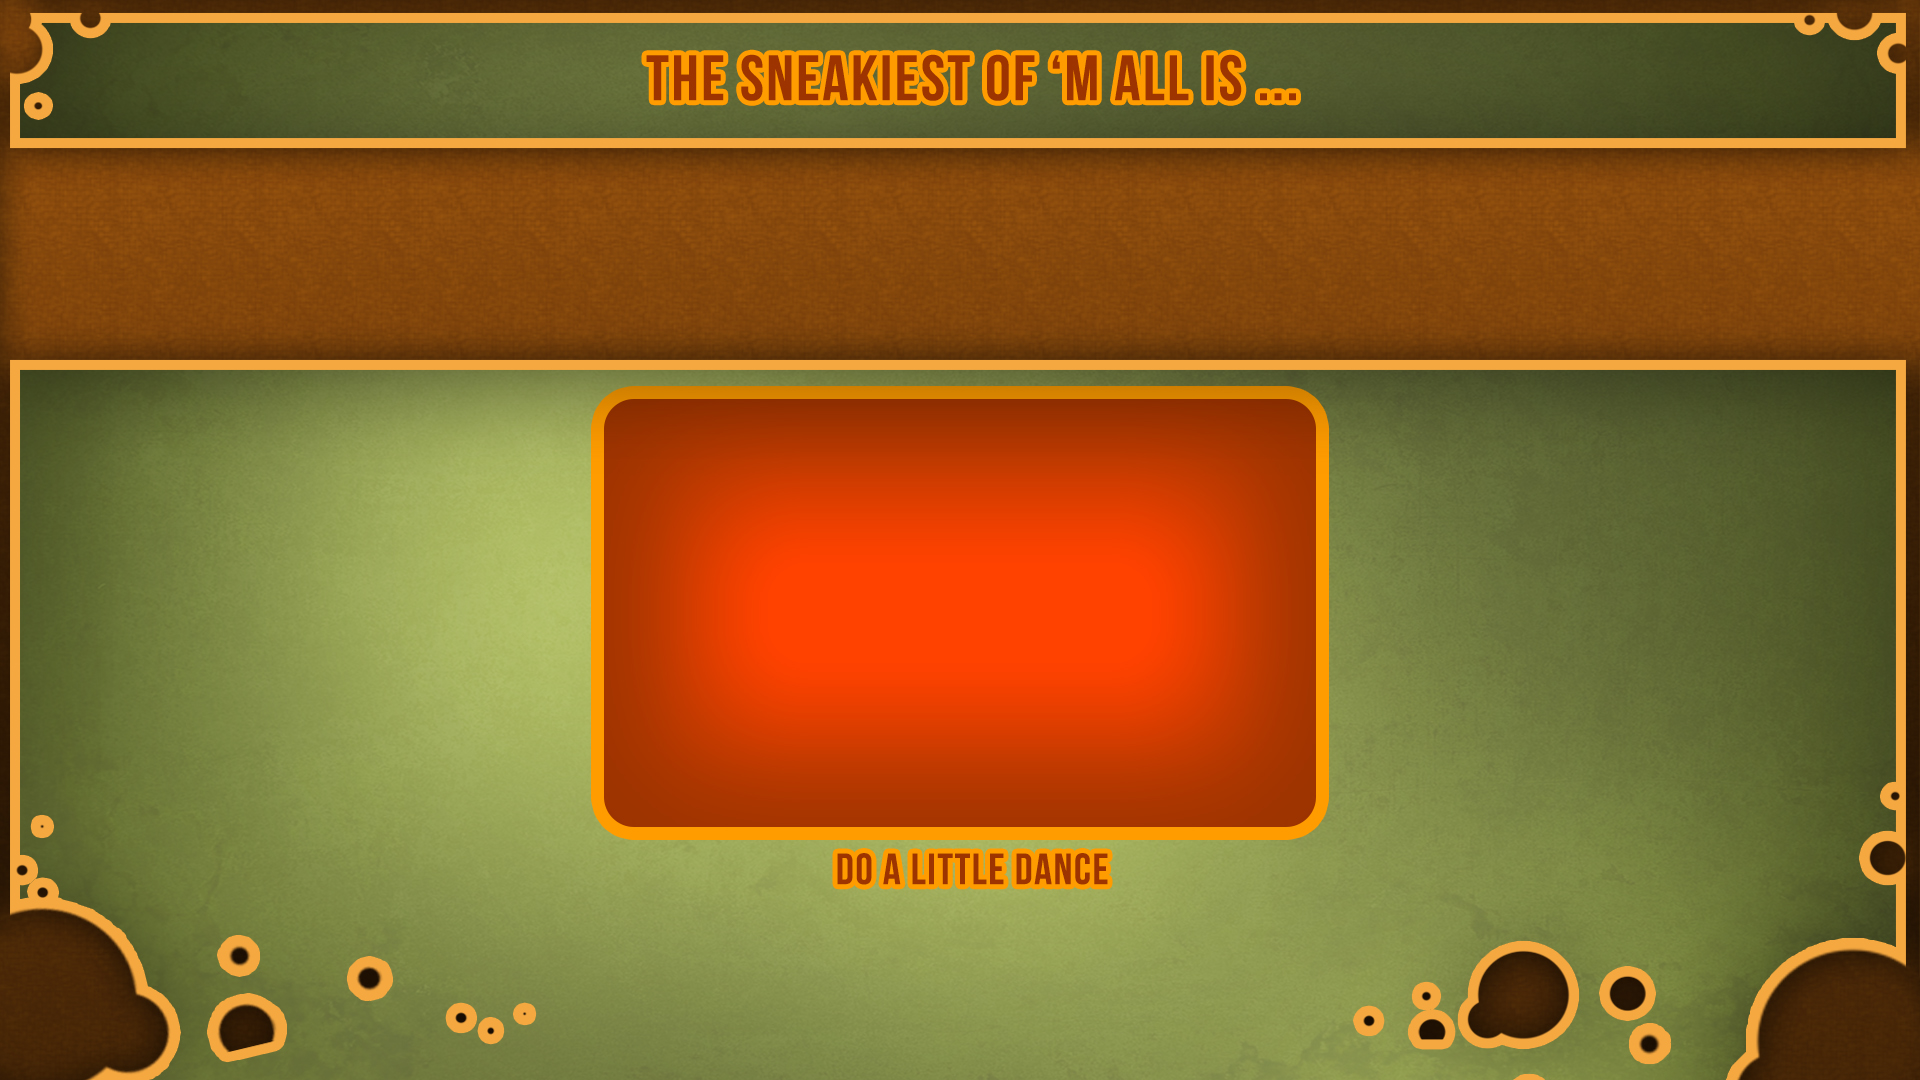 THE SNEAKIEST OF ‘M ALL IS ...
DO A LITTLE DANCE